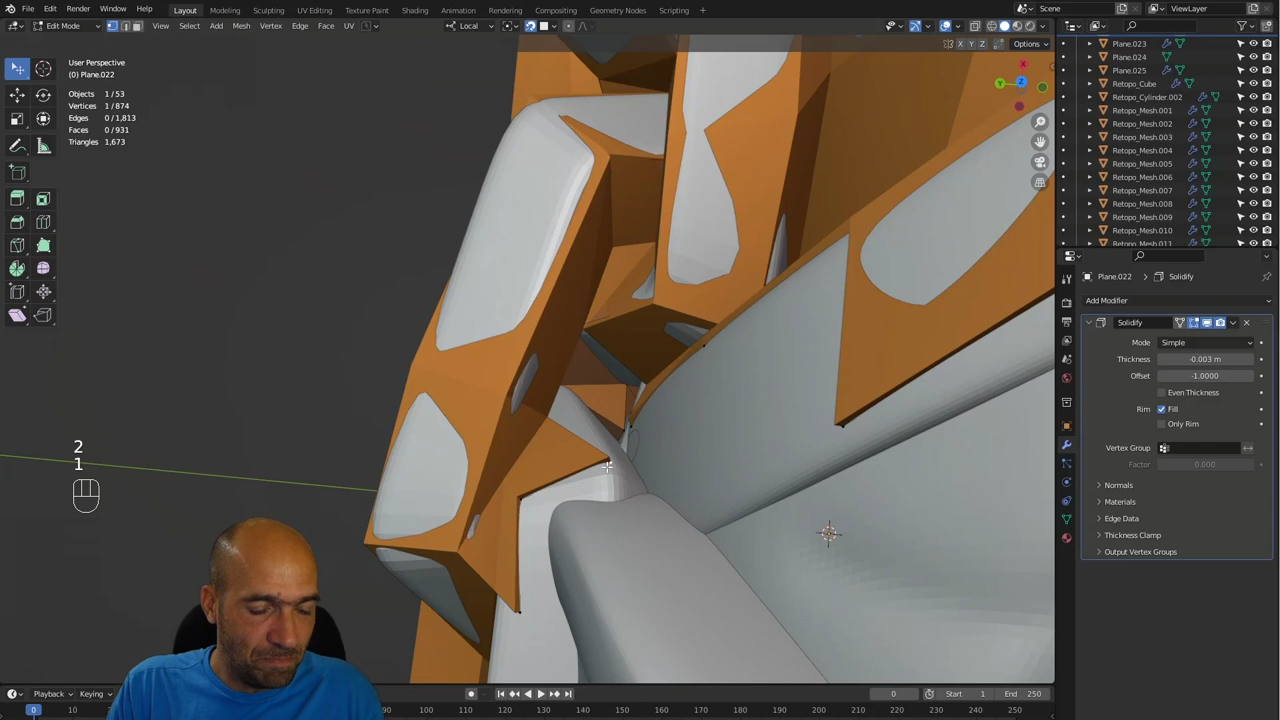 File Edit Render Window Help
Layout Modeling Sculpting UV Editing Texture Paint Shading Animation Rendering Compositing Geometry Nodes Scripting +
Scene
ViewLayer
Edit Mode
View Select Add Mesh Vertex Edge Face UV
Local
X Y Z
Options
User Perspective
(0) Plane.022
Objects 1/53
Vertices 1/874
Edges 0/1,813
Faces 0/931
Triangles 1,673
X
Y
Z
2
1
Plane.023
Plane.024
Plane.025
Retopo_Cube
Retopo_Cylinder.002
Retopo_Mesh.001
Retopo_Mesh.002
Retopo_Mesh.003
Retopo_Mesh.004
Retopo_Mesh.005
Retopo_Mesh.006
Retopo_Mesh.007
Retopo_Mesh.008
Retopo_Mesh.009
Retopo_Mesh.010
Retopo_Mesh.011
Plane.022 > Solidify
Add Modifier
Solidify
Mode Simple
Thickness -0.003 m
Offset -1.0000
Even Thickness
Rim Fill
Only Rim
Vertex Group
Factor 0.000
Normals
Materials
Edge Data
Thickness Clamp
Output Vertex Groups
Playback Keying
0 Start 1 End 250
0 10 70 80 90 100 110 120 130 140 150 160 170 180 190 200 210 220 230 240 250